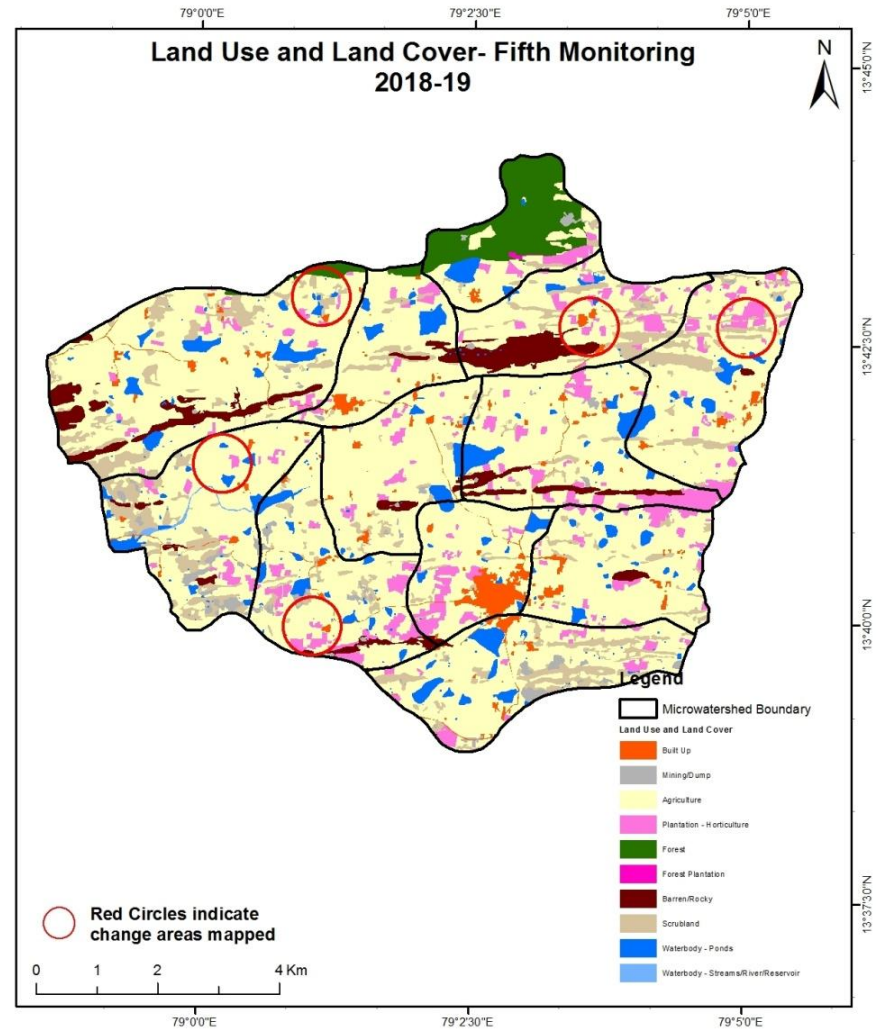 79°0'0"E 79°2'30"E 79°5'0"E
Land Use and Land Cover- Fifth Monitoring
2018-19
N
13°45'0"N
13°42'30"N
13°40'0"N
13°37'30"N
Legend
Microwatershed Boundary
Land Use and Land Cover
Built Up
Mining/Dump
Agriculture
Plantation - Horticulture
Forest
Forest Plantation
Barren/Rocky
Scrubland
Waterbody - Ponds
Waterbody - Streams/River/Reservoir
Red Circles indicate
change areas mapped
0 1 2 4 Km
79°0'0"E 79°2'30"E 79°5'0"E